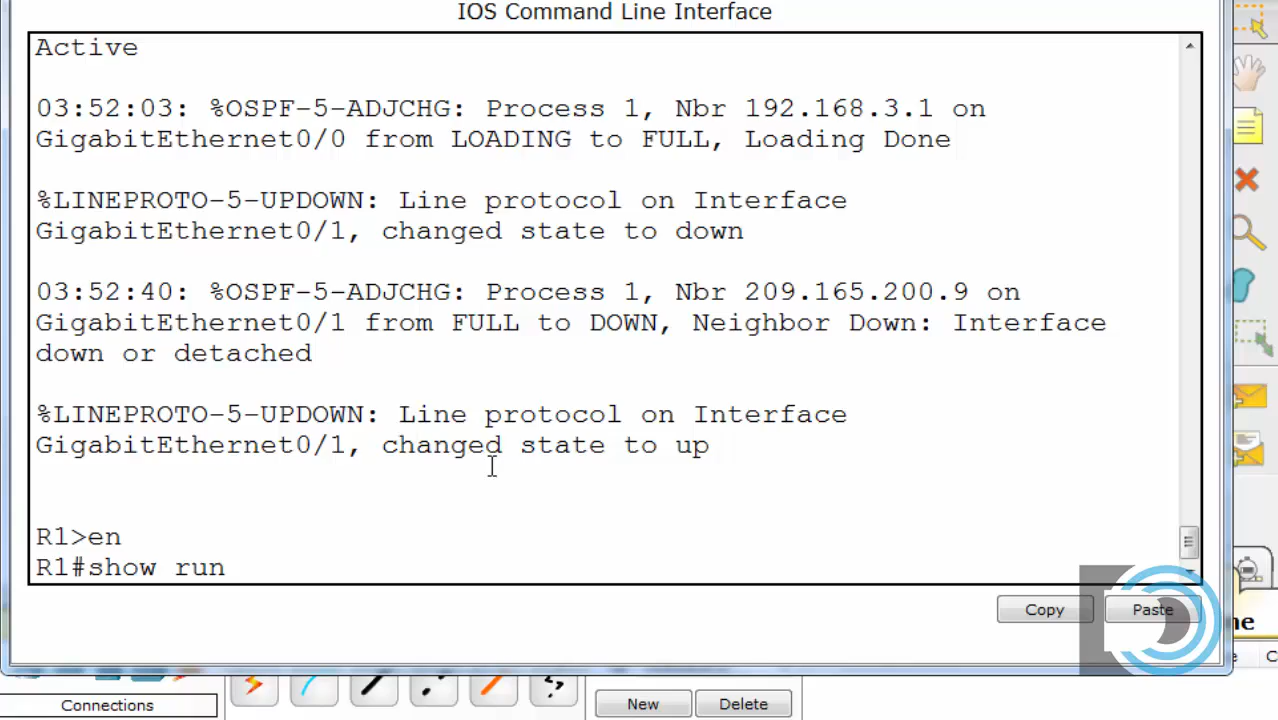 IOS Command Line Interface
Active
03:52:03: %OSPF-5-ADJCHG: Process 1, Nbr 192.168.3.1 on
GigabitEthernet0/0 from LOADING to FULL, Loading Done
%LINEPROTO-5-UPDOWN: Line protocol on Interface
GigabitEthernet0/1, changed state to down
03:52:40: %OSPF-5-ADJCHG: Process 1, Nbr 209.165.200.9 on
GigabitEthernet0/1 from FULL to DOWN, Neighbor Down: Interface
down or detached
%LINEPROTO-5-UPDOWN: Line protocol on Interface
GigabitEthernet0/1, changed state to up
R1>en
R1#show run
Copy
Paste
Connections
New
Delete